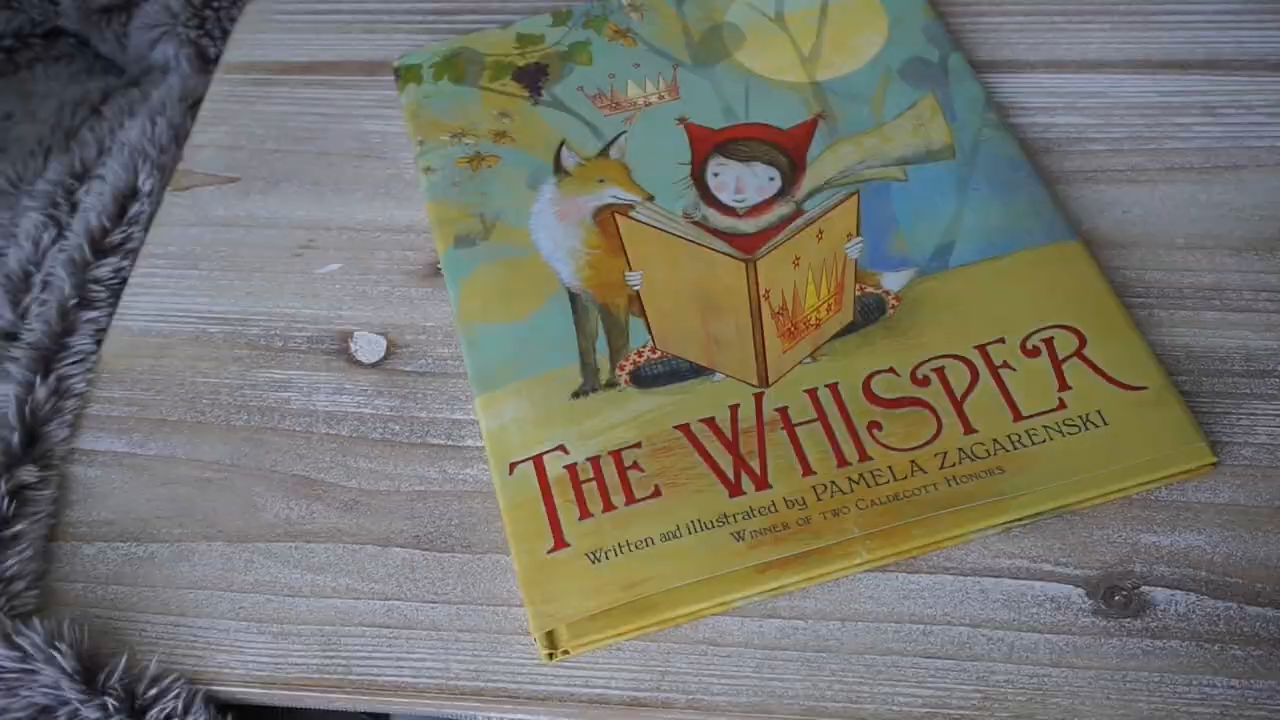 THE WHISPER
Written and illustrated by PAMELA ZAGARENSKI
WINNER OF TWO CALDECOTT HONORS